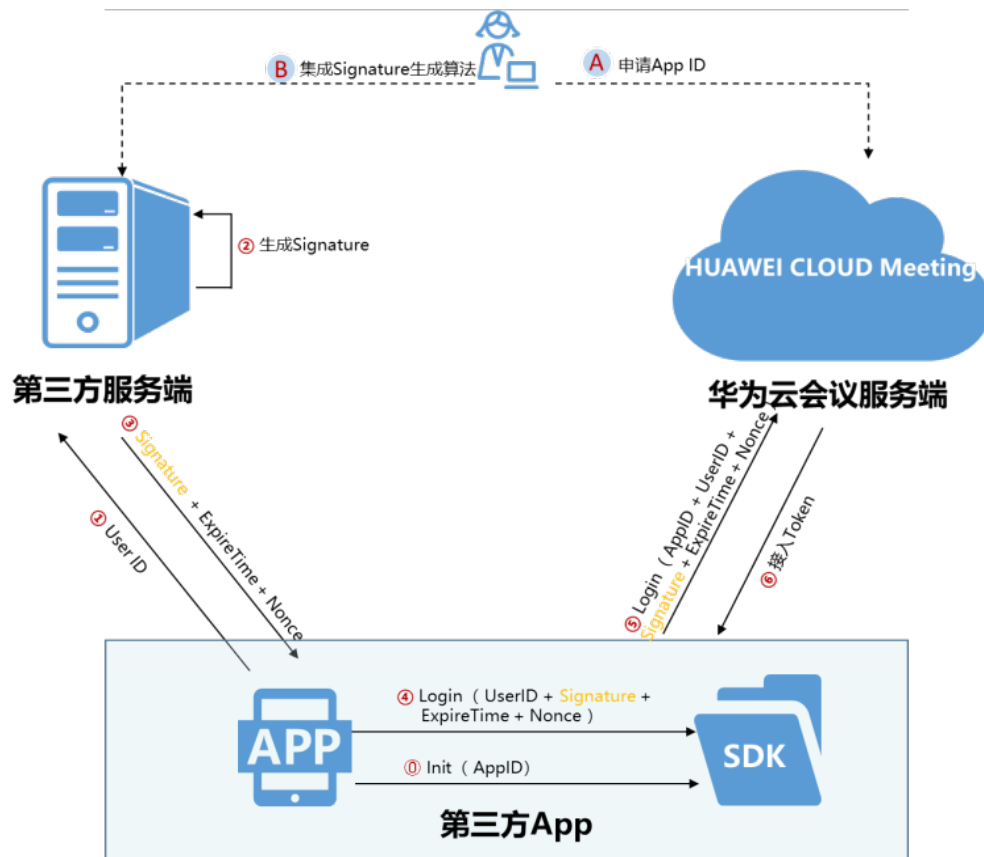 B 集成Signature生成算法
A 申请App ID
② 生成Signature
HUAWEI CLOUD Meeting
第三方服务端
华为云会议服务端
③ Signature + ExpireTime + Nonce
① User ID
⑤ Login（AppID + UserID +
Signature + ExpireTime + Nonce）
⑥ 接入Token
④ Login（UserID + Signature +
ExpireTime + Nonce）
APP
SDK
⓪ Init（AppID）
第三方App